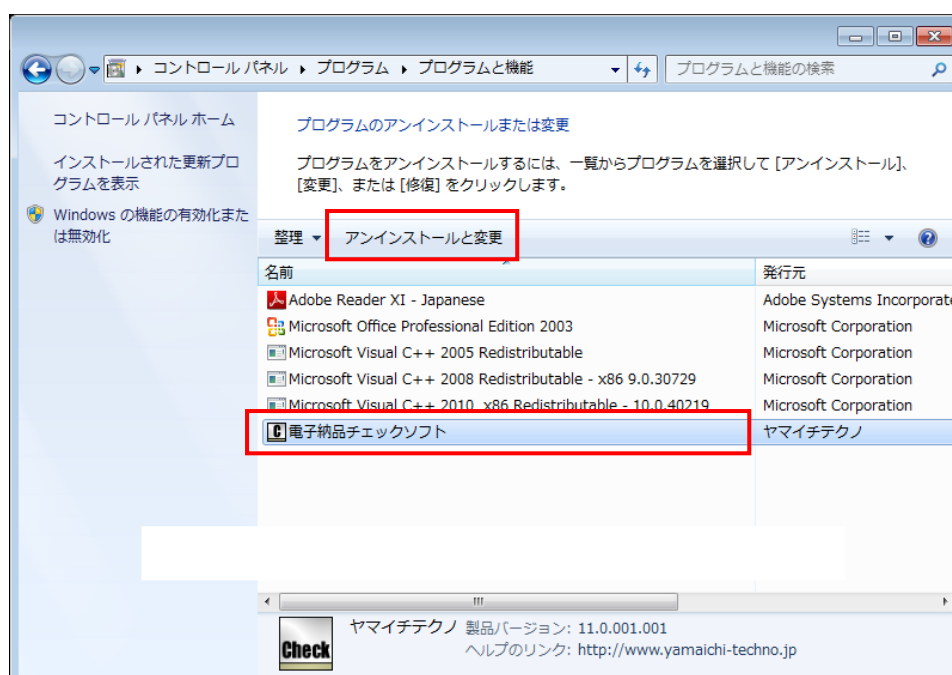 コントロール パネル ▸ プログラム ▸ プログラムと機能
プログラムと機能の検索
コントロール パネル ホーム
インストールされた更新プロ
グラムを表示
Windows の機能の有効化また
は無効化
プログラムのアンインストールまたは変更
プログラムをアンインストールするには、一覧からプログラムを選択して [アンインストール]、
[変更]、または [修復] をクリックします。
整理 アンインストールと変更
名前 発行元
Adobe Reader XI - Japanese Adobe Systems Incorporate
Microsoft Office Professional Edition 2003 Microsoft Corporation
Microsoft Visual C++ 2005 Redistributable Microsoft Corporation
Microsoft Visual C++ 2008 Redistributable - x86 9.0.30729 Microsoft Corporation
Microsoft Visual C++ 2010 x86 Redistributable - 10.0.40219 Microsoft Corporation
C 電子納品チェックソフト ヤマイチテクノ
Check
ヤマイチテクノ 製品バージョン: 11.0.001.001
ヘルプのリンク: http://www.yamaichi-techno.jp